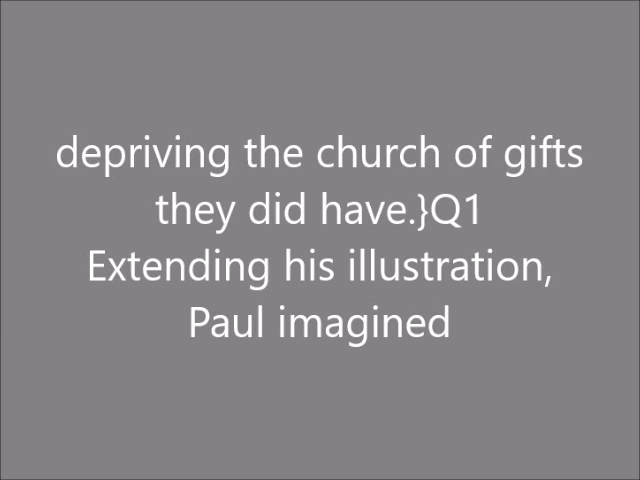 depriving the church of gifts
they did have.}Q1
Extending his illustration,
Paul imagined